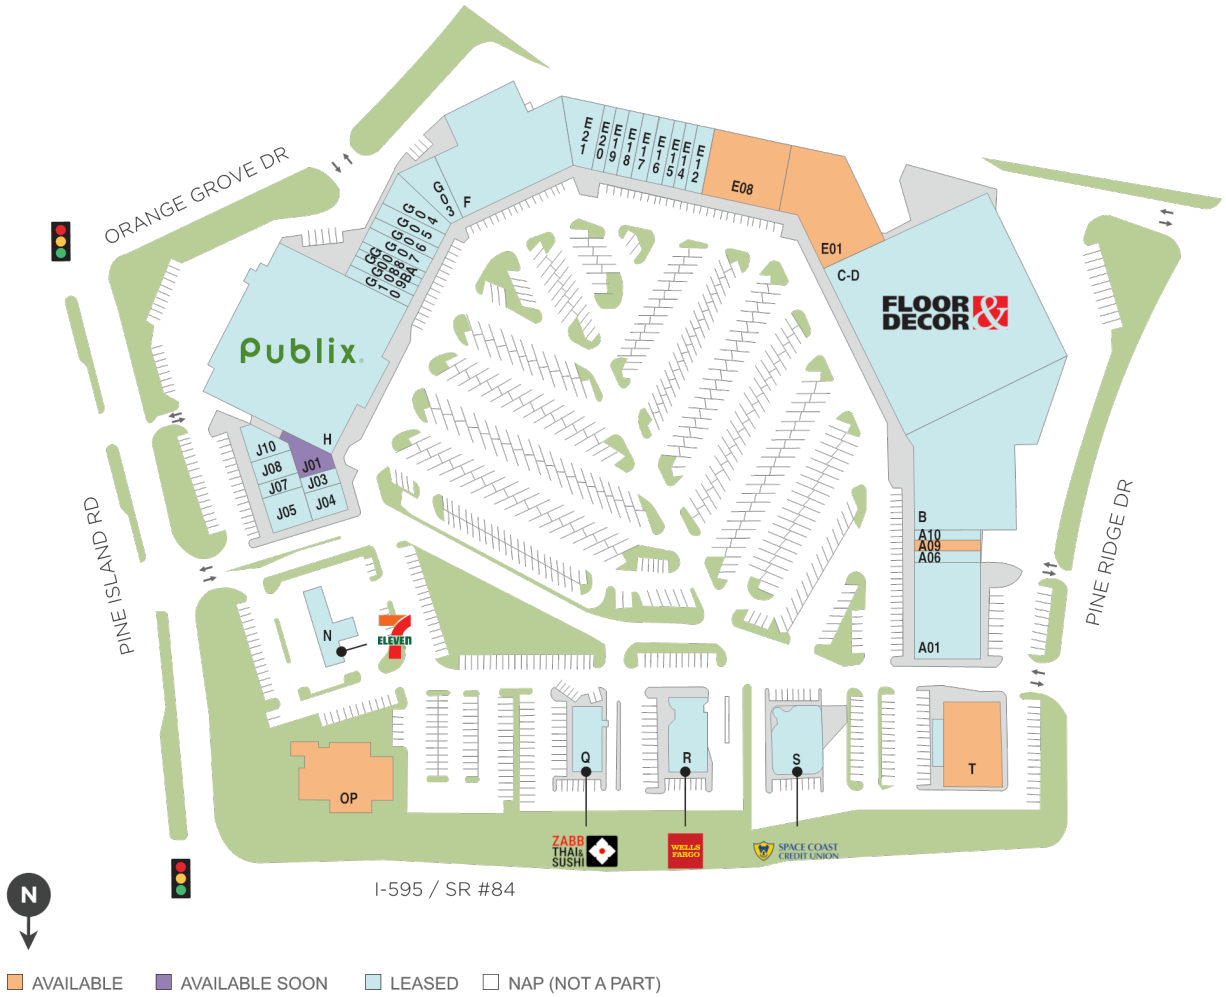 ORANGE GROVE DR
E21
E20
E19
E18
E17
E16
E15
E14
E12
E08
E01
G03
F
G04
G05
G06
G07
G08A
G09B
G10
C-D
FLOOR
& DECOR
Publix
H
J10
J08
J07
J05
J01
J03
J04
B
A10
A09
A06
A01
PINE ISLAND RD
PINE RIDGE DR
N
7
ELEVEN
OP
Q
R
S
T
ZABB
THAI&
SUSHI
WELLS
FARGO
SPACE COAST
CREDIT UNION
I-595 / SR #84
N
AVAILABLE
AVAILABLE SOON
LEASED
NAP (NOT A PART)